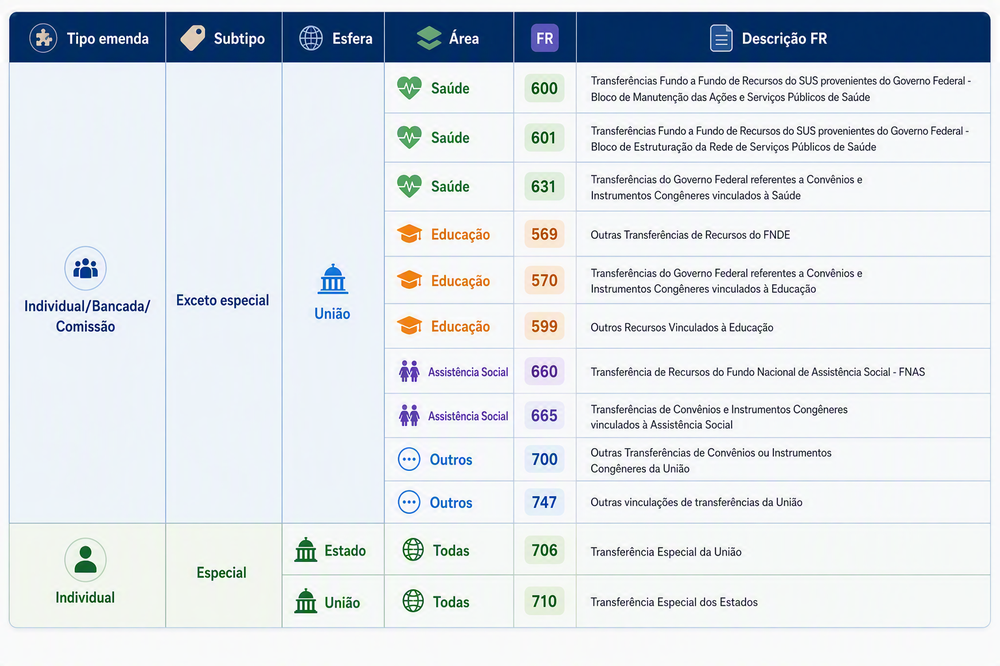 Tipo emenda
Subtipo
Esfera
Área
FR
Descrição FR
Individual/Bancada/
Comissão
Exceto especial
União
Saúde
600
Transferências Fundo a Fundo de Recursos do SUS provenientes do Governo Federal -
Bloco de Manutenção das Ações e Serviços Públicos de Saúde
Saúde
601
Transferências Fundo a Fundo de Recursos do SUS provenientes do Governo Federal -
Bloco de Estruturação da Rede de Serviços Públicos de Saúde
Saúde
631
Transferências do Governo Federal referentes a Convênios e
Instrumentos Congêneres vinculados à Saúde
Educação
569
Outras Transferências de Recursos do FNDE
Educação
570
Transferências do Governo Federal referentes a Convênios e
Instrumentos Congêneres vinculados à Educação
Educação
599
Outros Recursos Vinculados à Educação
Assistência Social
660
Transferência de Recursos do Fundo Nacional de Assistência Social - FNAS
Assistência Social
665
Transferências de Convênios e Instrumentos Congêneres
vinculados à Assistência Social
Outros
700
Outras Transferências de Convênios ou Instrumentos
Congêneres da União
Outros
747
Outras vinculações de transferências da União
Individual
Especial
Estado
Todas
706
Transferência Especial da União
União
Todas
710
Transferência Especial dos Estados